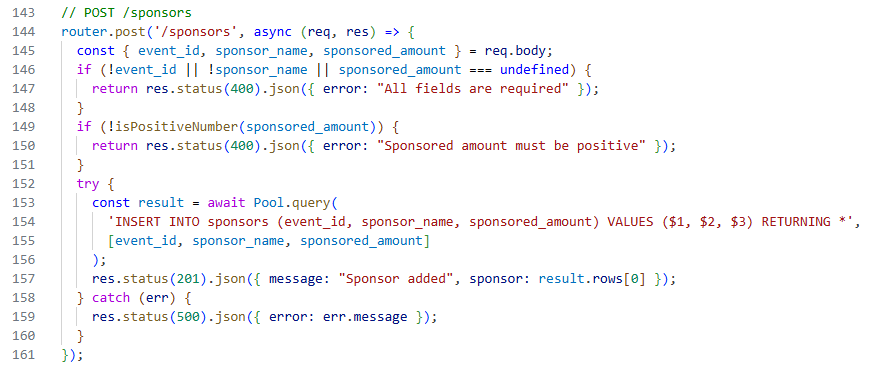 143 // POST /sponsors
144 router.post('/sponsors', async (req, res) => {
145   const { event_id, sponsor_name, sponsored_amount } = req.body;
146   if (!event_id || !sponsor_name || sponsored_amount === undefined) {
147     return res.status(400).json({ error: "All fields are required" });
148   }
149   if (!isPositiveNumber(sponsored_amount)) {
150     return res.status(400).json({ error: "Sponsored amount must be positive" });
151   }
152   try {
153     const result = await Pool.query(
154       'INSERT INTO sponsors (event_id, sponsor_name, sponsored_amount) VALUES ($1, $2, $3) RETURNING *',
155       [event_id, sponsor_name, sponsored_amount]
156     );
157     res.status(201).json({ message: "Sponsor added", sponsor: result.rows[0] });
158   } catch (err) {
159     res.status(500).json({ error: err.message });
160   }
161 });